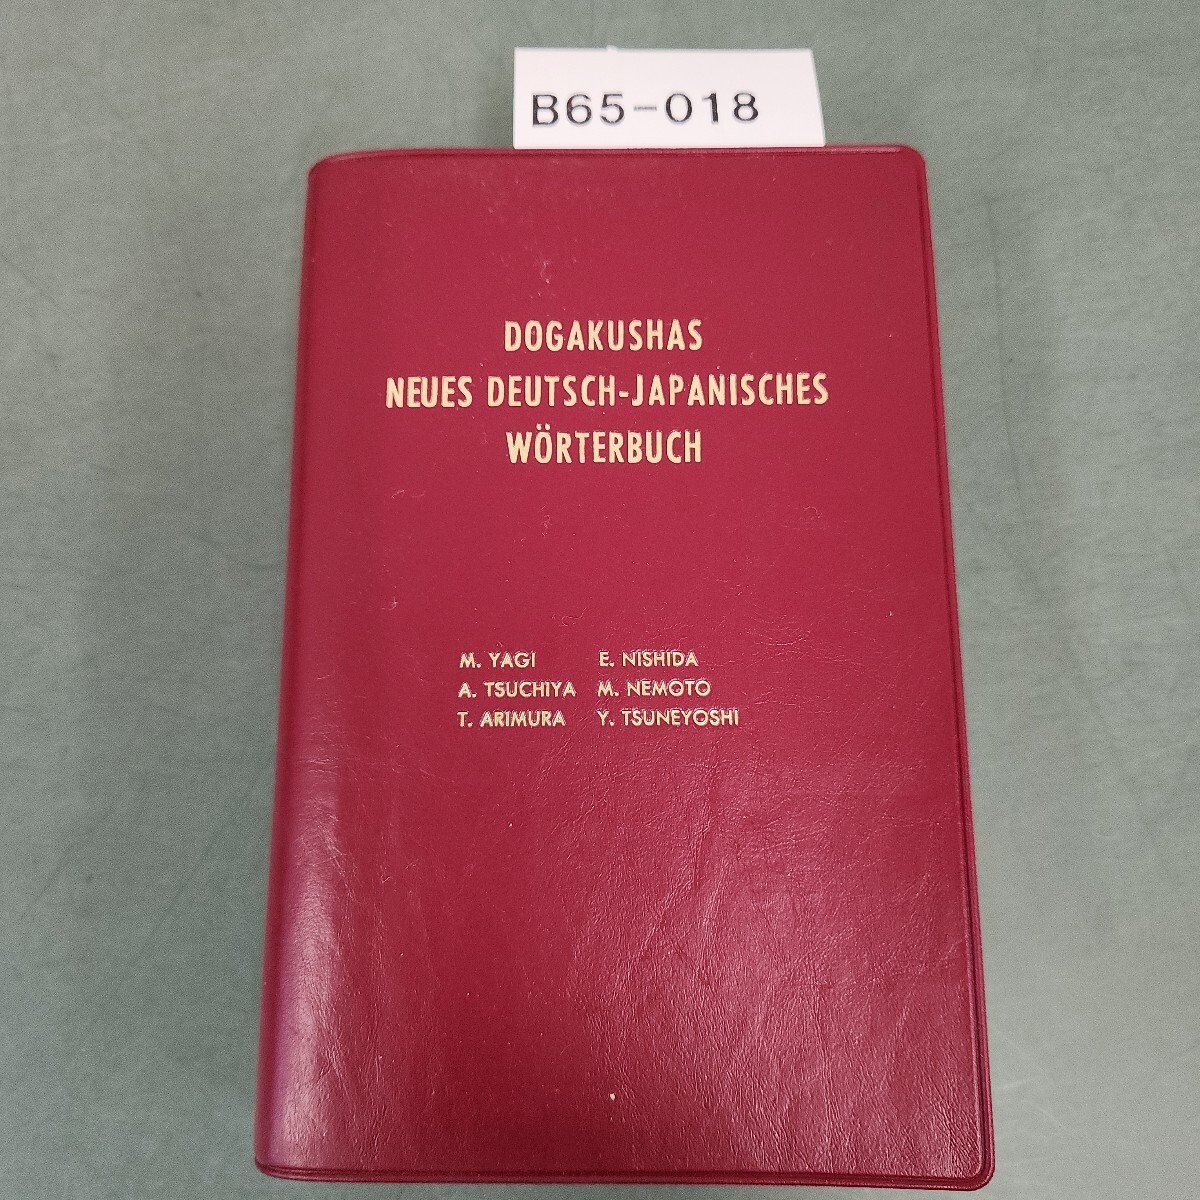 B65-018
DOGAKUSHAS
NEUES DEUTSCH-JAPANISCHES
WÖRTERBUCH
M. YAGI E. NISHIDA
A. TSUCHIYA M. NEMOTO
T. ARIMURA Y. TSUNEYOSHI